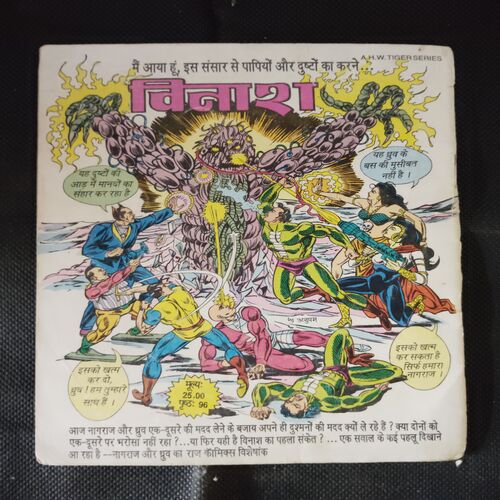 A.H.W. TIGER SERIES
मैं आया हूं, इस संसार से पापियों और दुष्टों का करने...
विनाश
यह दुष्टों की
आड़ में मानवों का
संहार कर रहा है
यह ध्रुव के
बस की मुसीबत
नहीं है ।
इसको खत्म
कर दो,
ध्रुव ! हम तुम्हारे
साथ हैं ।
मूल्य:
25.00
पृष्ठ: 96
इसको खत्म
कर सकता है
सिर्फ हमारा
नागराज ।
आज नागराज और ध्रुव एक-दूसरे की मदद लेने के बजाय अपने ही दुश्मनों की मदद क्यों ले रहे हैं ? क्या दोनों को
एक-दूसरे पर भरोसा नहीं रहा ?...या फिर यही है विनाश का पहला संकेत ? ... एक सवाल के कई पहलू दिखाने
आ रहा है --नागराज और ध्रुव का राज कॉमिक्स विशेषांक